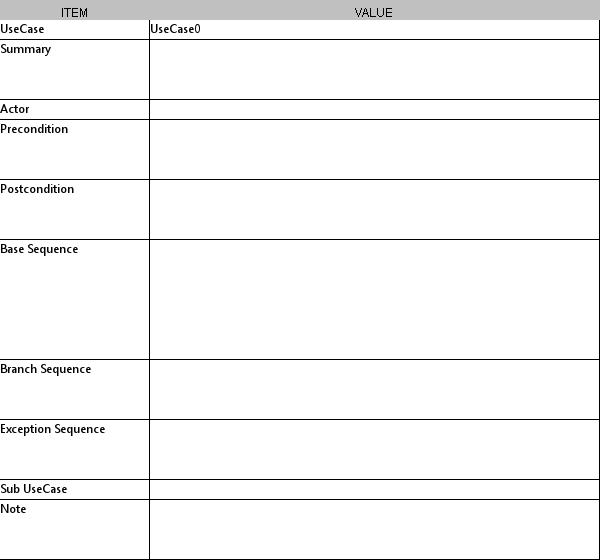 ITEM VALUE
UseCase UseCase0
Summary
Actor
Precondition
Postcondition
Base Sequence
Branch Sequence
Exception Sequence
Sub UseCase
Note